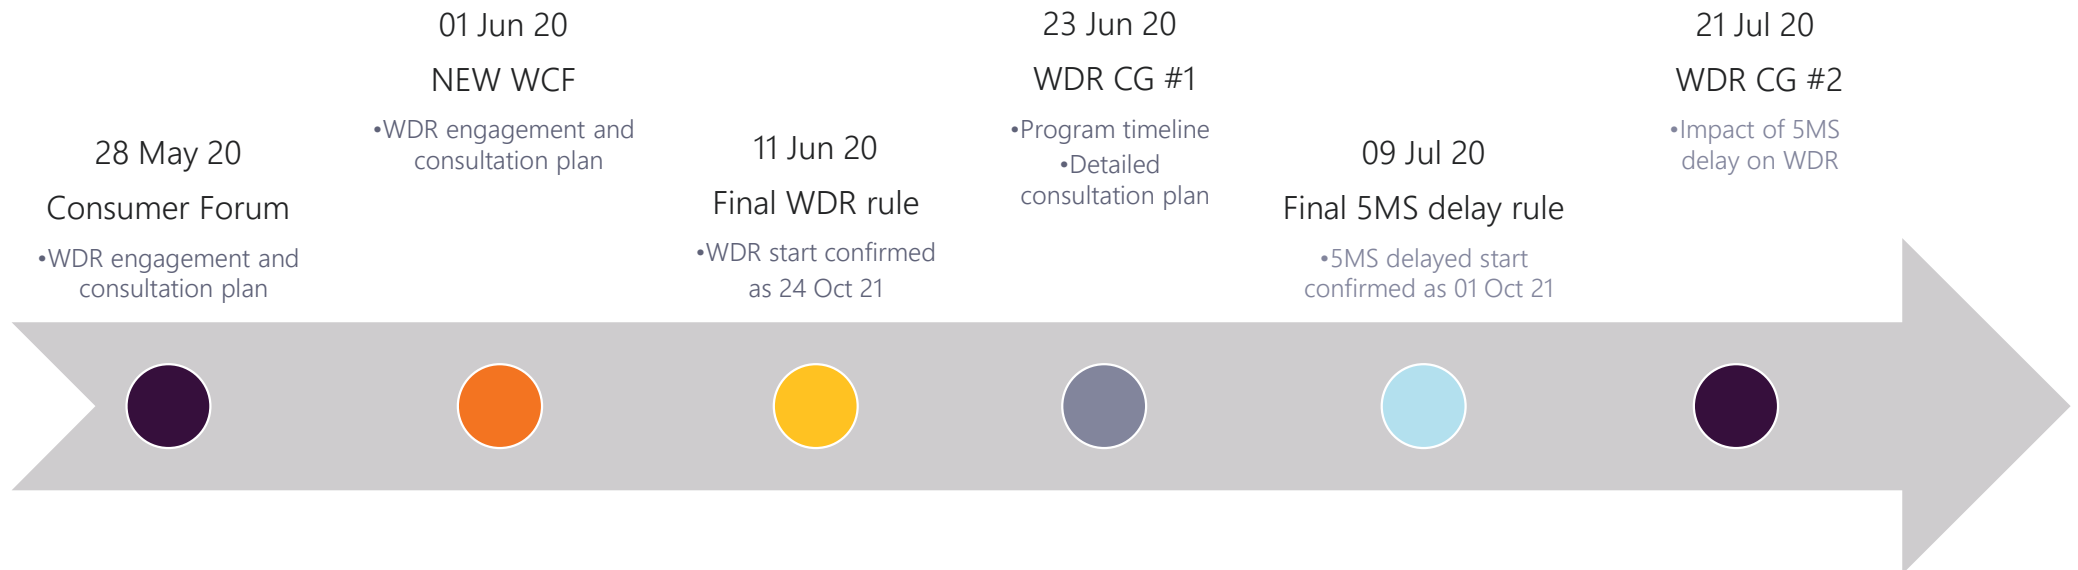 28 May 20
Consumer Forum
•WDR engagement and
consultation plan
01 Jun 20
NEW WCF
•WDR engagement and
consultation plan
11 Jun 20
Final WDR rule
•WDR start confirmed
as 24 Oct 21
23 Jun 20
WDR CG #1
•Program timeline
•Detailed
consultation plan
09 Jul 20
Final 5MS delay rule
•5MS delayed start
confirmed as 01 Oct 21
21 Jul 20
WDR CG #2
•Impact of 5MS
delay on WDR